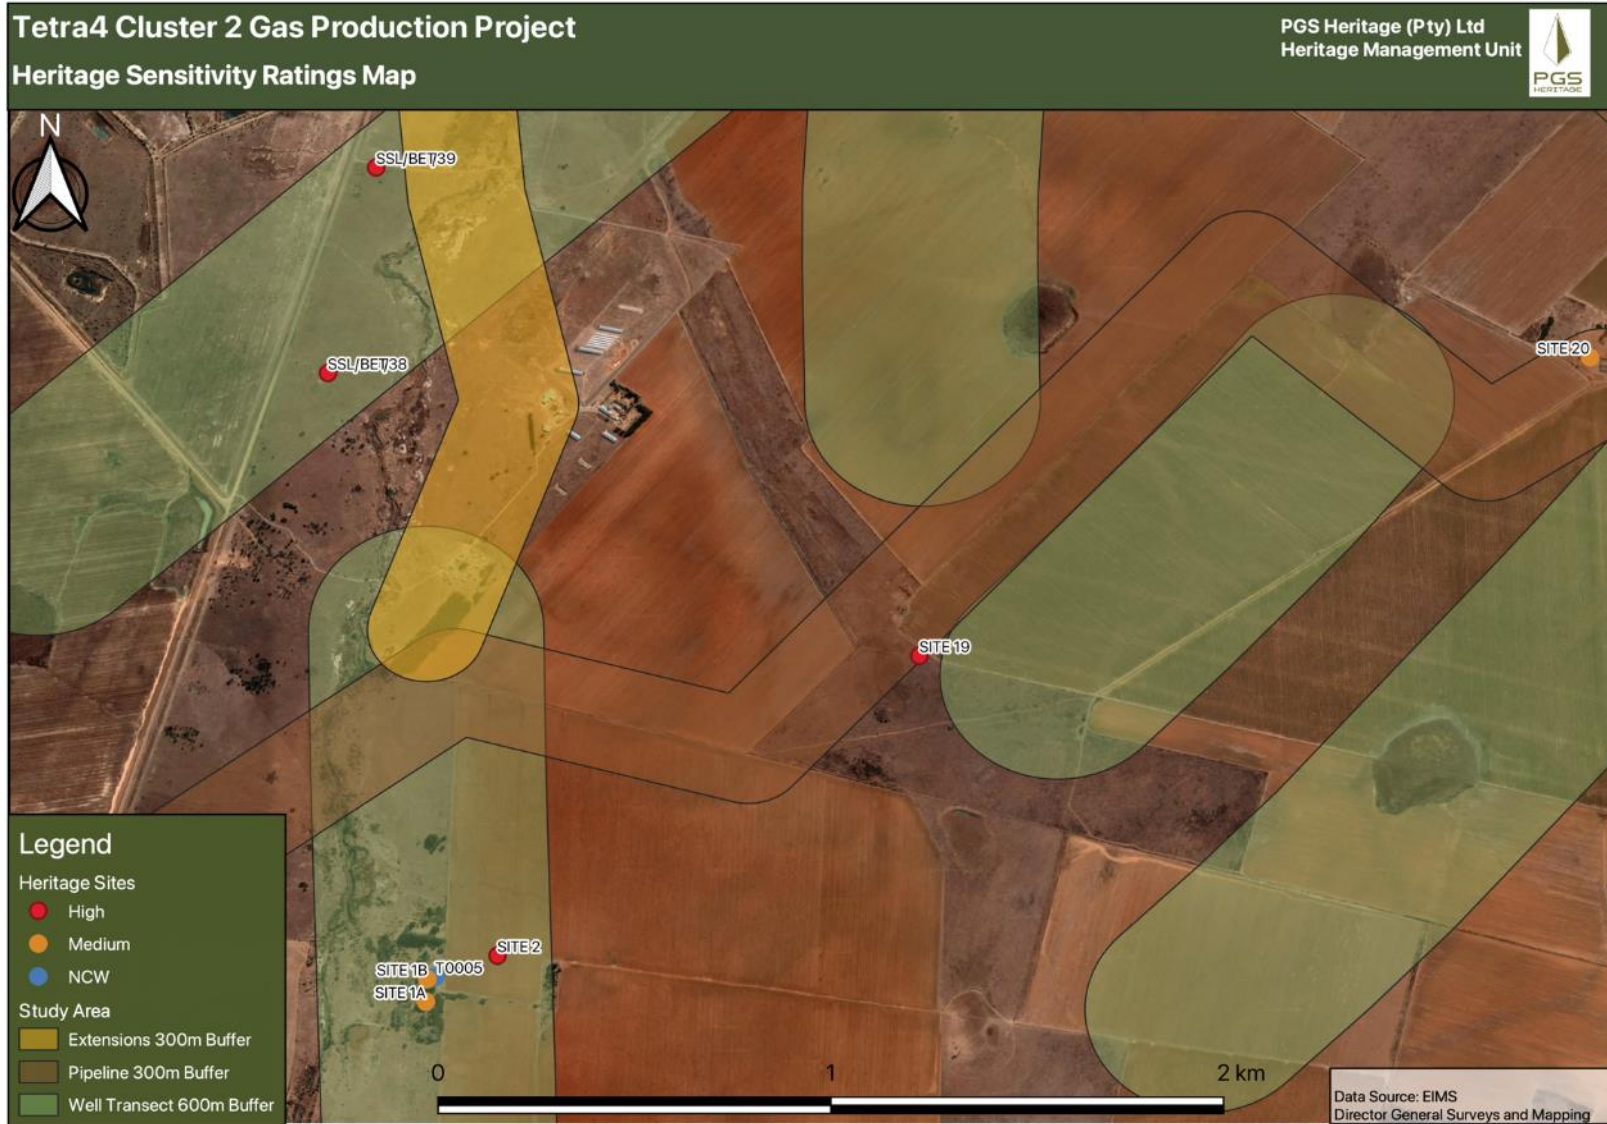 Tetra4 Cluster 2 Gas Production Project
Heritage Sensitivity Ratings Map
PGS Heritage (Pty) Ltd
Heritage Management Unit
PGS
HERITAGE
N
SSL/BET/39
SSL/BET/38
SITE 20
SITE 19
SITE 2
SITE 1B
T0005
SITE 1A
Legend
Heritage Sites
High
Medium
NCW
Study Area
Extensions 300m Buffer
Pipeline 300m Buffer
Well Transect 600m Buffer
0
1
2 km
Data Source: EIMS
Director General Surveys and Mapping